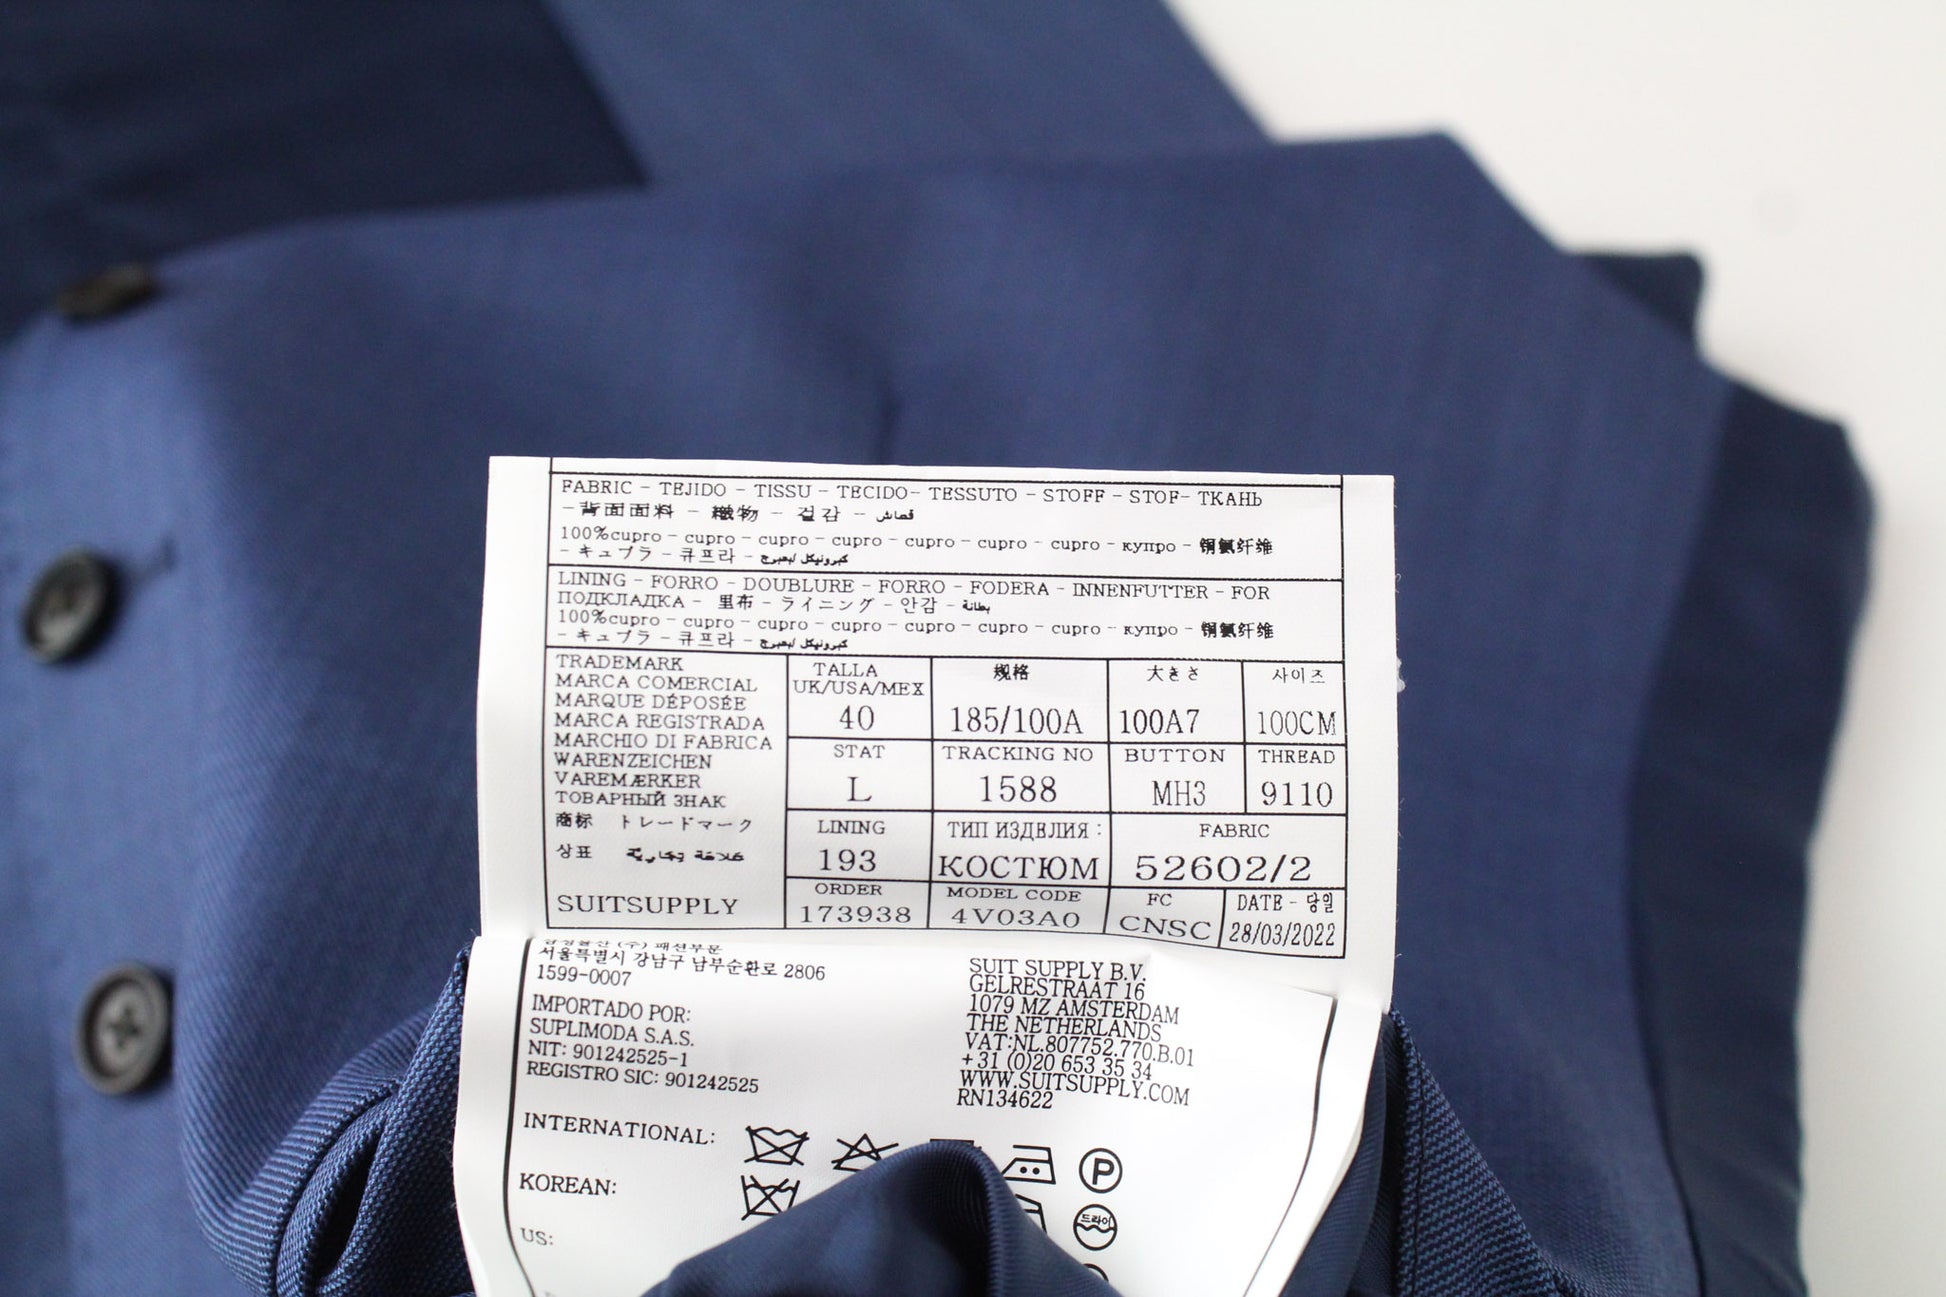 FABRIC - TEJIDO - TISSU - TECIDO- TESSUTO - STOFF - STOF- ТКАНЬ
-背面面料 - 織物 - 겉감 - قماش
100%cupro - cupro - cupro - cupro - cupro - cupro - cupro - купро - 铜氨纤维
- キュプラ - 큐프라 -
LINING - FORRO - DOUBLURE - FORRO - FODERA - INNENFUTTER - FOR
ПОДКЛАДКА - 里布 - ライニング - 안감 - بطانة
100%cupro - cupro - cupro - cupro - cupro - cupro - cupro - купро - 铜氨纤维
- キュプラ - 큐프라 -
TRADEMARK
MARCA COMERCIAL
MARQUE DÉPOSÉE
MARCA REGISTRADA
MARCHIO DI FABRICA
WARENZEICHEN
VAREMÆRKER
ТОВАРНЫЙ ЗНАК
商标 トレードマーク
상표
SUITSUPPLY
TALLA
UK/USA/MEX
40
规格
185/100A
大きさ
100A7
사이즈
100CM
STAT
L
TRACKING NO
1588
BUTTON
MH3
THREAD
9110
LINING
193
ТИП ИЗДЕЛИЯ :
КОСТЮМ
FABRIC
52602/2
ORDER
173938
MODEL CODE
4V03A0
FC
CNSC
DATE - 당일
28/03/2022
(주) 패션부문
서울특별시 강남구 남부순환로 2806
1599-0007
IMPORTADO POR:
SUPLIMODA S.A.S.
NIT: 901242525-1
REGISTRO SIC: 901242525
SUIT SUPPLY B.V.
GELRESTRAAT 16
1079 MZ AMSTERDAM
THE NETHERLANDS
VAT:NL.807752.770.B.01
+31 (0)20 653 35 34
WWW.SUITSUPPLY.COM
RN134622
INTERNATIONAL:
P
KOREAN:
드라이
US: